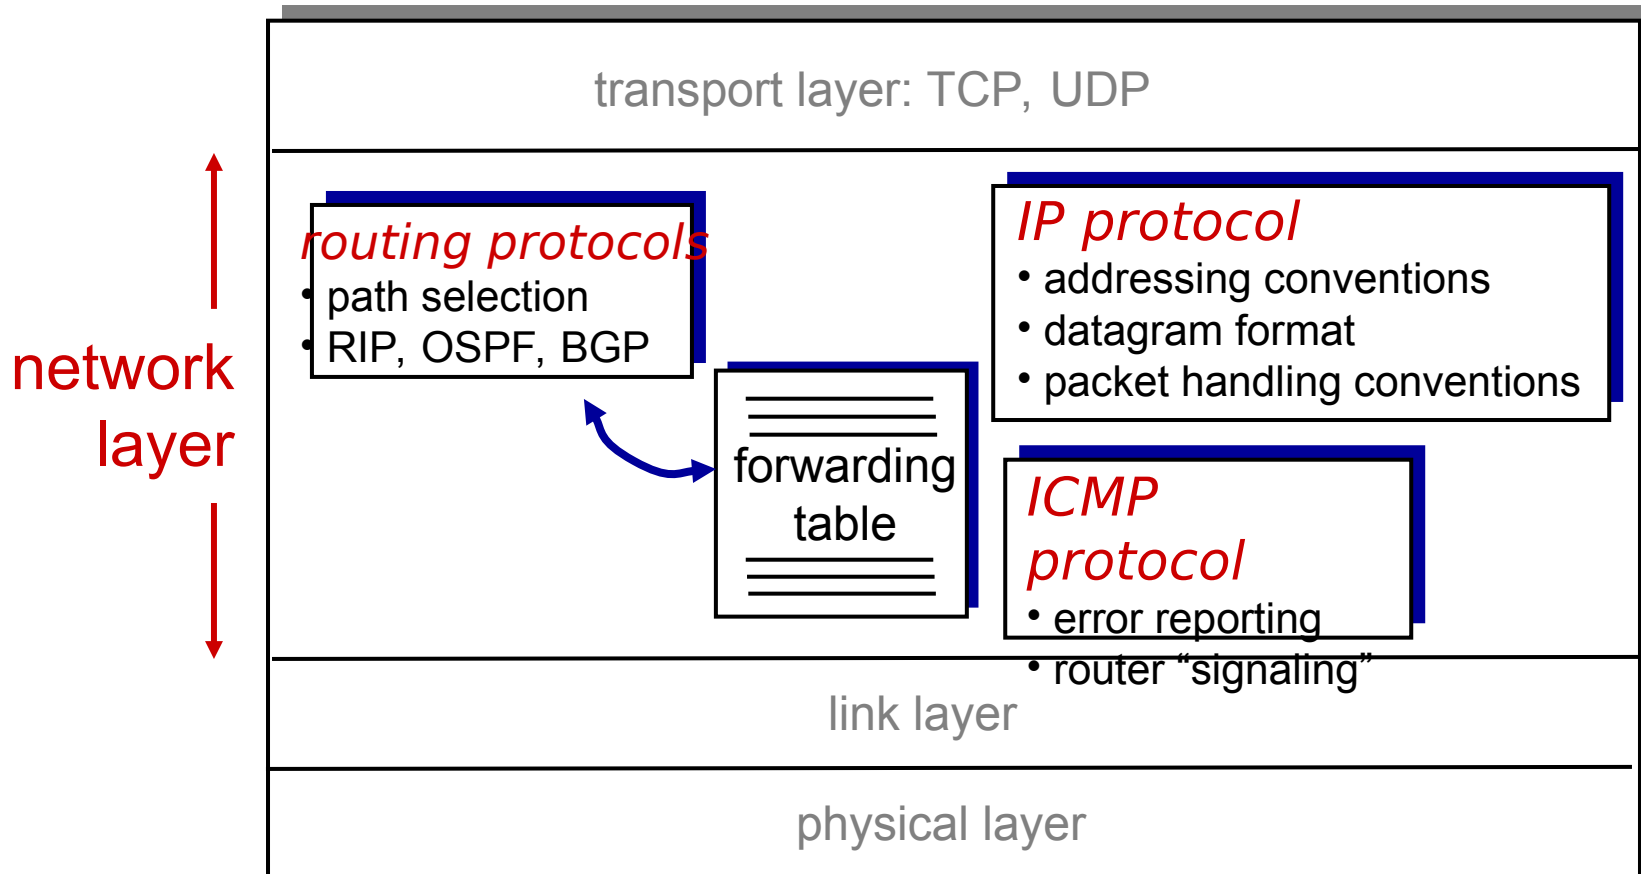 transport layer: TCP, UDP
network
layer
routing protocols
• path selection
• RIP, OSPF, BGP
forwarding
table
IP protocol
• addressing conventions
• datagram format
• packet handling conventions
ICMP
protocol
• error reporting
• router “signaling”
link layer
physical layer